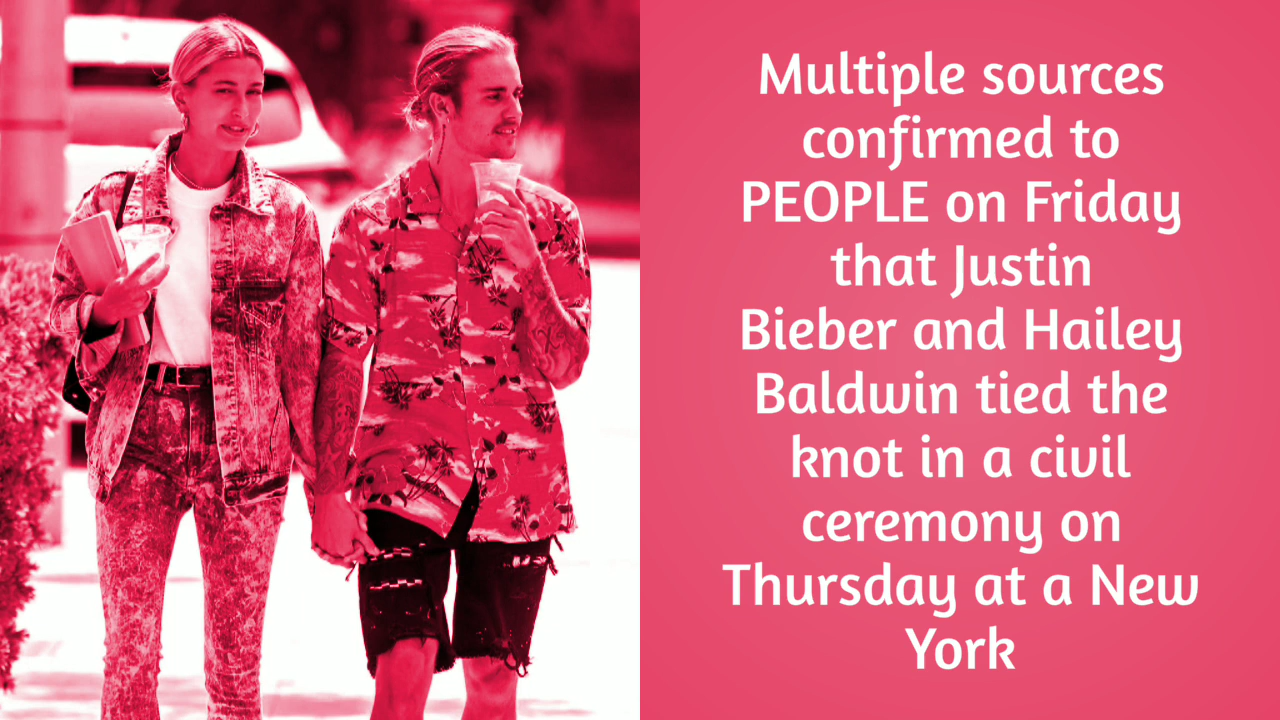 Multiple sources
confirmed to
PEOPLE on Friday
that Justin
Bieber and Hailey
Baldwin tied the
knot in a civil
ceremony on
Thursday at a New
York